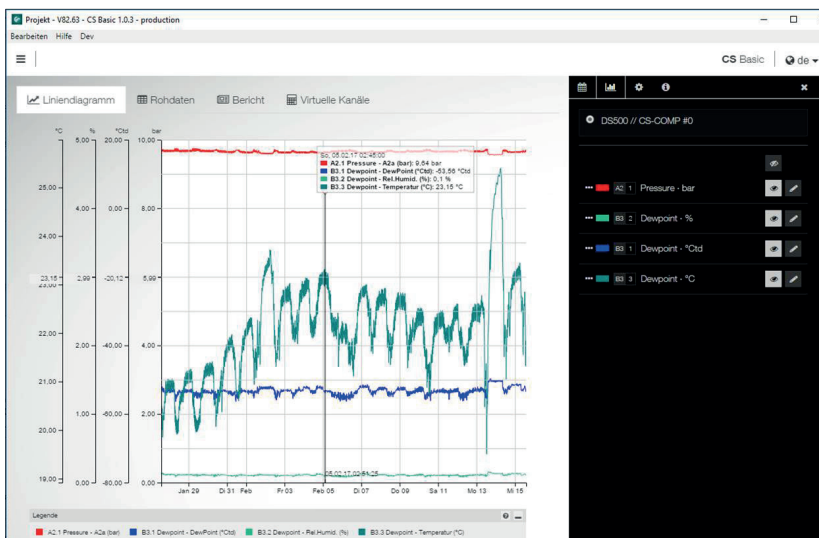 Projekt - V82.63 - CS Basic 1.0.3 - production
Bearbeiten Hilfe Dev
CS Basic de
Liniendiagramm Rohdaten Bericht Virtuelle Kanäle
DS500 // CS-COMP #0
°C % °Ctd bar
5,00 20,00 10,00
So, 05.02.17 02:45:00
A2.1 Pressure - A2a (bar): 9,64 bar
B3.1 Dewpoint - DewPoint (°Ctd): -53,56 °Ctd
B3.2 Dewpoint - Rel.Humid. (%): 0,1 %
B3.3 Dewpoint - Temperatur (°C): 23,15 °C
A2 1 Pressure - bar
B3 2 Dewpoint - %
B3 1 Dewpoint - °Ctd
B3 3 Dewpoint - °C
25,00
4,00 0,00 8,00
24,00
23,15 2,99 -20,12 5,99
23,00
22,00 2,00 -40,00 4,00
21,00
1,00 -60,00 2,00
20,00
19,00 0,00 -80,00 0,00
Jan 29 Di 31 Feb Fr 03 Feb 05 Di 07 Do 09 Sa 11 Mo 13 Mi 15
Legende
A2.1 Pressure - A2a (bar) B3.1 Dewpoint - DewPoint (°Ctd) B3.2 Dewpoint - Rel.Humid. (%) B3.3 Dewpoint - Temperatur (°C)